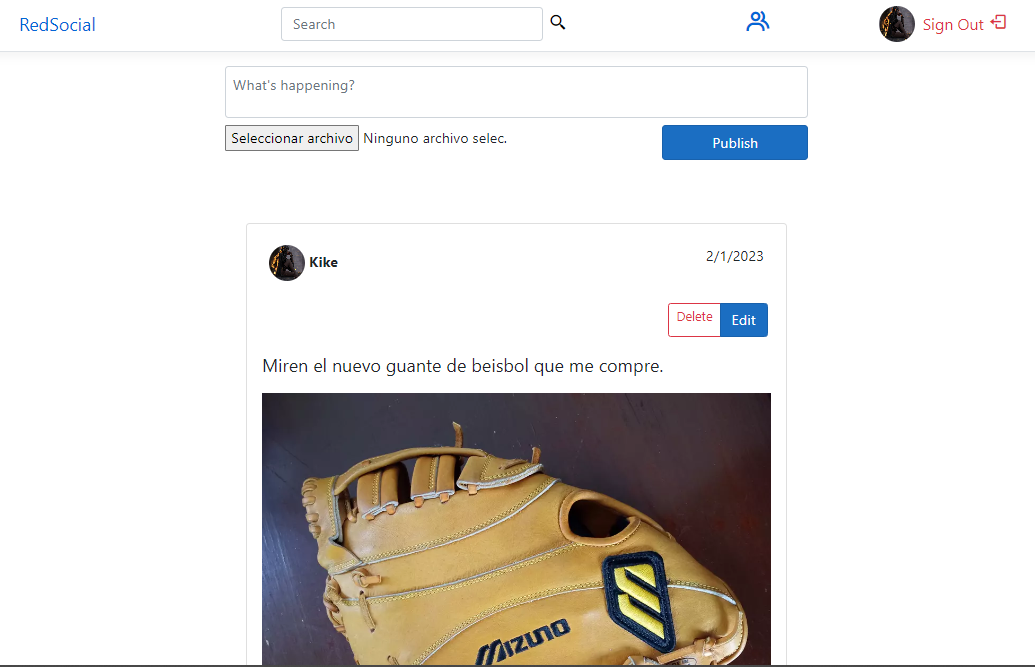 RedSocial
Search
Sign Out
What's happening?
Seleccionar archivo Ninguno archivo selec.
Publish
Kike
2/1/2023
Delete
Edit
Miren el nuevo guante de beisbol que me compre.
MIZUNO